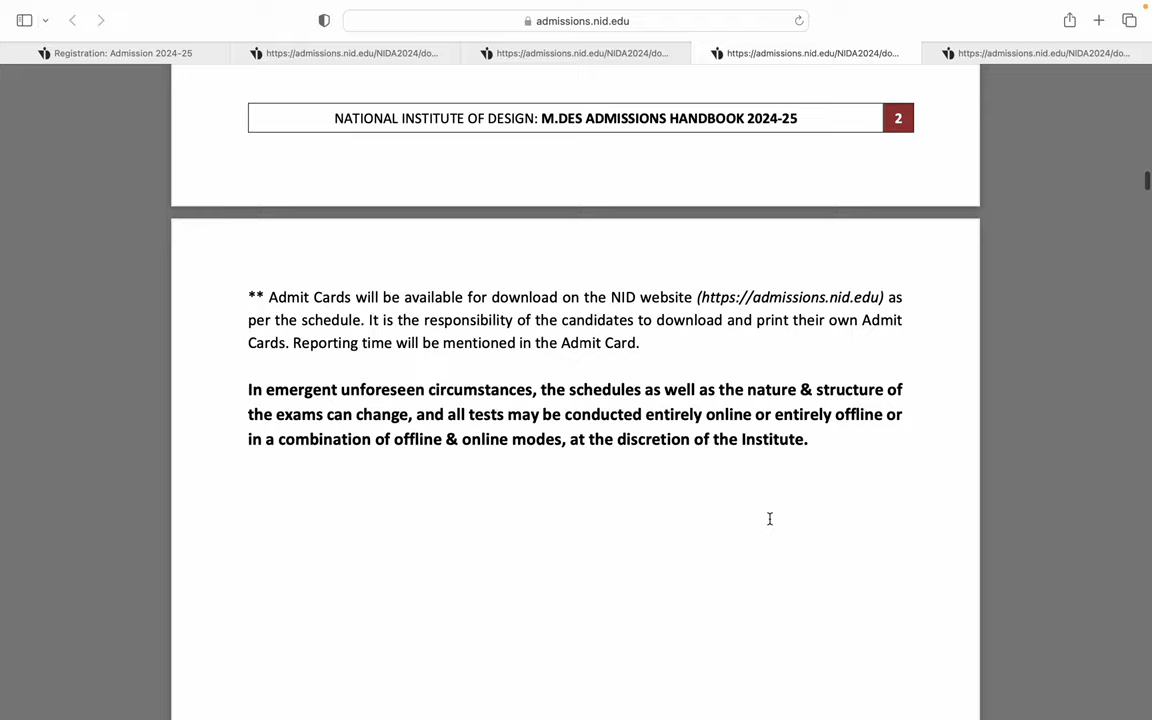 admissions.nid.edu
Registration: Admission 2024-25
https://admissions.nid.edu/NIDA2024/do...
https://admissions.nid.edu/NIDA2024/do...
https://admissions.nid.edu/NIDA2024/do...
https://admissions.nid.edu/NIDA2024/do...
NATIONAL INSTITUTE OF DESIGN: M.DES ADMISSIONS HANDBOOK 2024-25 2
** Admit Cards will be available for download on the NID website (https://admissions.nid.edu) as
per the schedule. It is the responsibility of the candidates to download and print their own Admit
Cards. Reporting time will be mentioned in the Admit Card.
In emergent unforeseen circumstances, the schedules as well as the nature & structure of
the exams can change, and all tests may be conducted entirely online or entirely offline or
in a combination of offline & online modes, at the discretion of the Institute.